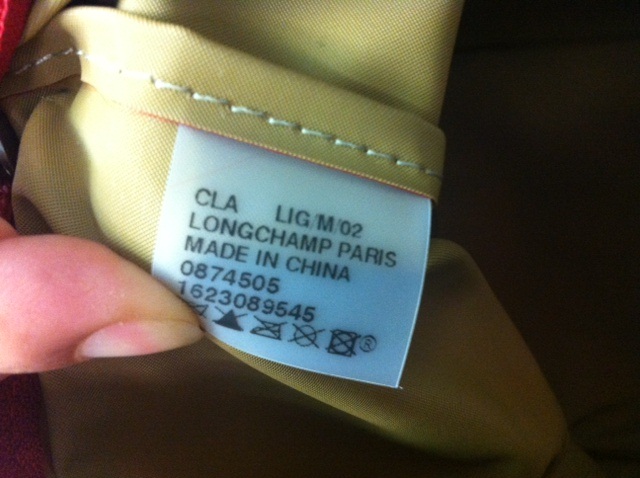 CLA LIG/M/02
LONGCHAMP PARIS
MADE IN CHINA
0874505
1623089545
®